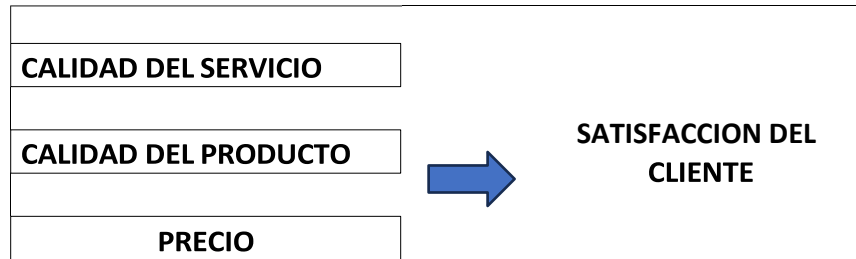 CALIDAD DEL SERVICIO
CALIDAD DEL PRODUCTO
PRECIO
SATISFACCION DEL
CLIENTE